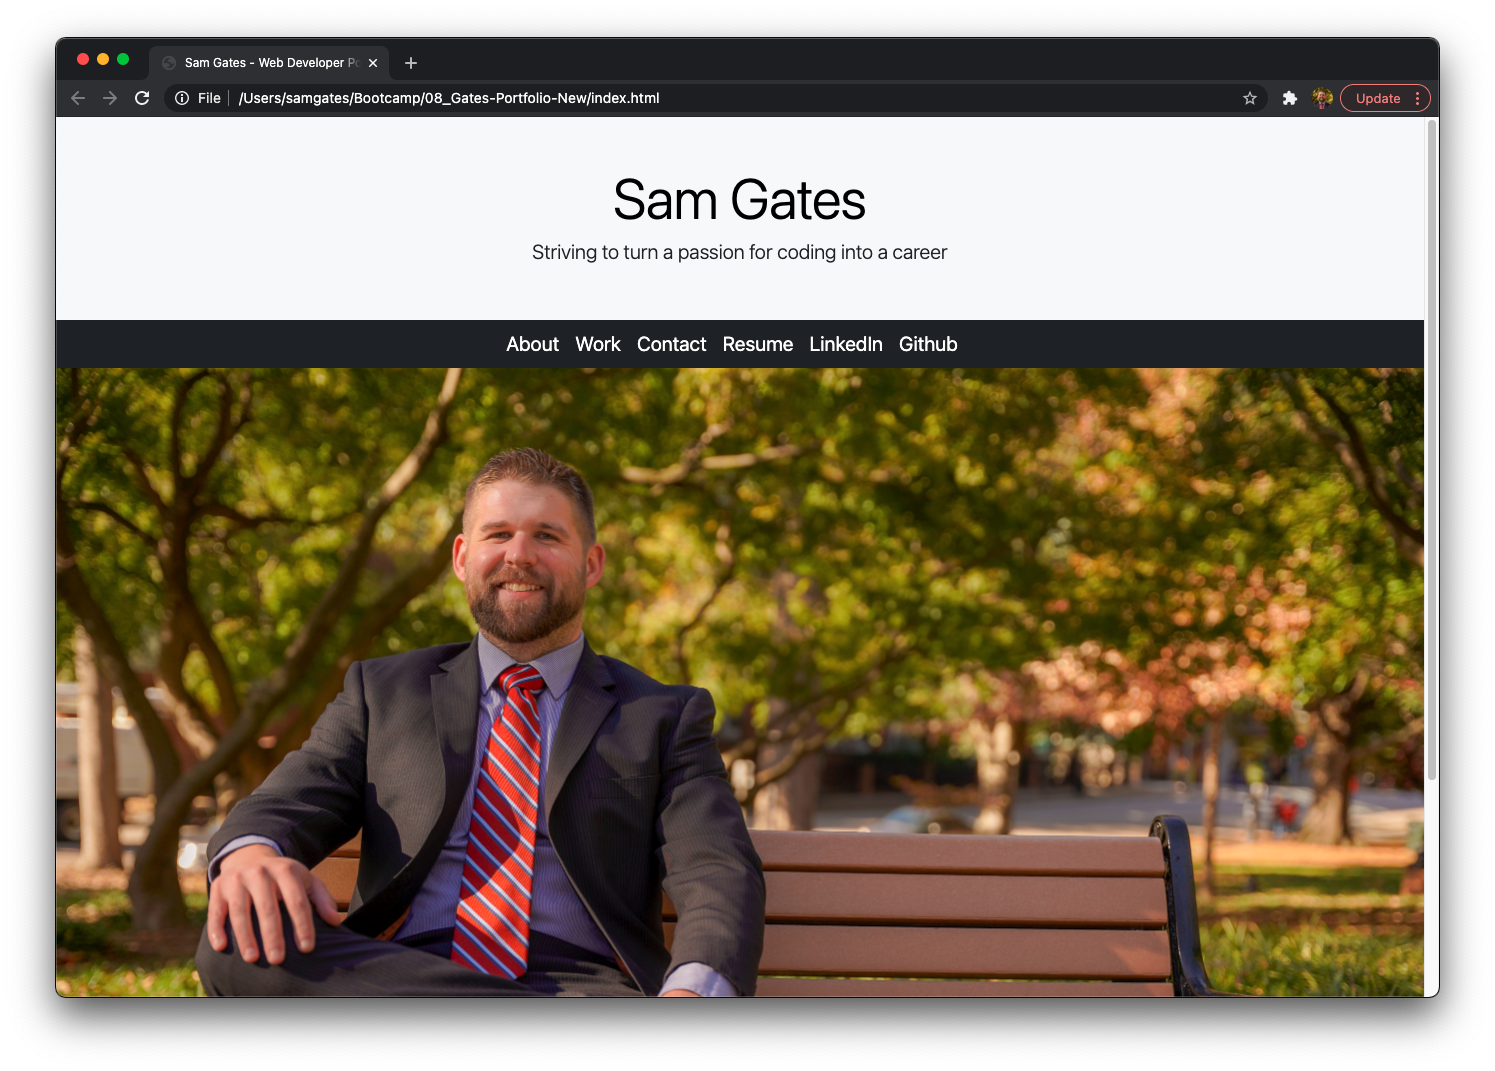 Sam Gates - Web Developer Po
File /Users/samgates/Bootcamp/08_Gates-Portfolio-New/index.html
Update
Sam Gates
Striving to turn a passion for coding into a career
About Work Contact Resume LinkedIn Github